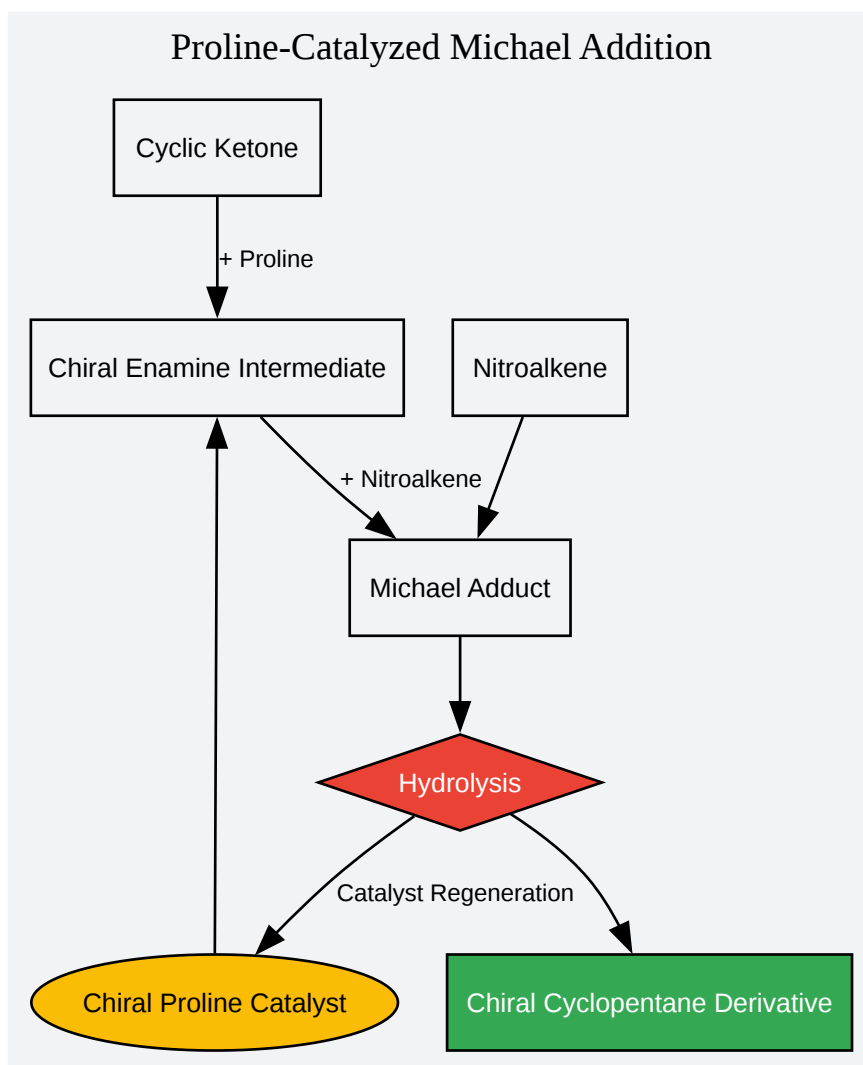 Proline-Catalyzed Michael Addition
Cyclic Ketone
+ Proline
Chiral Enamine Intermediate
Nitroalkene
+ Nitroalkene
Michael Adduct
Hydrolysis
Catalyst Regeneration
Chiral Proline Catalyst
Chiral Cyclopentane Derivative